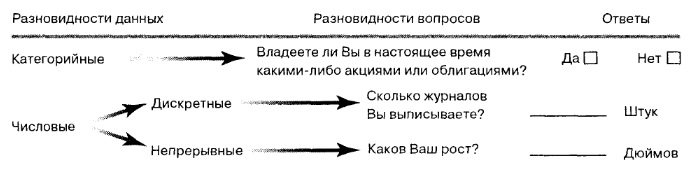 Разновидности данных Разновидности вопросов Ответы
Категорийные Владеете ли Вы в настоящее время какими-либо акциями или облигациями? Да Нет
Числовые
Дискретные Сколько журналов Вы выписываете? Штук
Непрерывные Каков Ваш рост? Дюймов